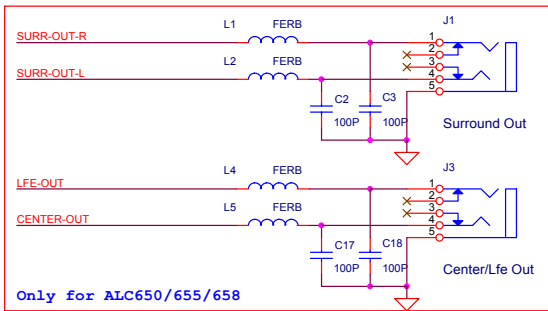 L1 FERB J1
SURR-OUT-R 1
2
L2 FERB 3
SURR-OUT-L 4
5
C2 C3
100P 100P Surround Out
L4 FERB J3
LFE-OUT 1
2
L5 FERB 3
CENTER-OUT 4
5
C17 C18
100P 100P Center/Lfe Out
Only for ALC650/655/658